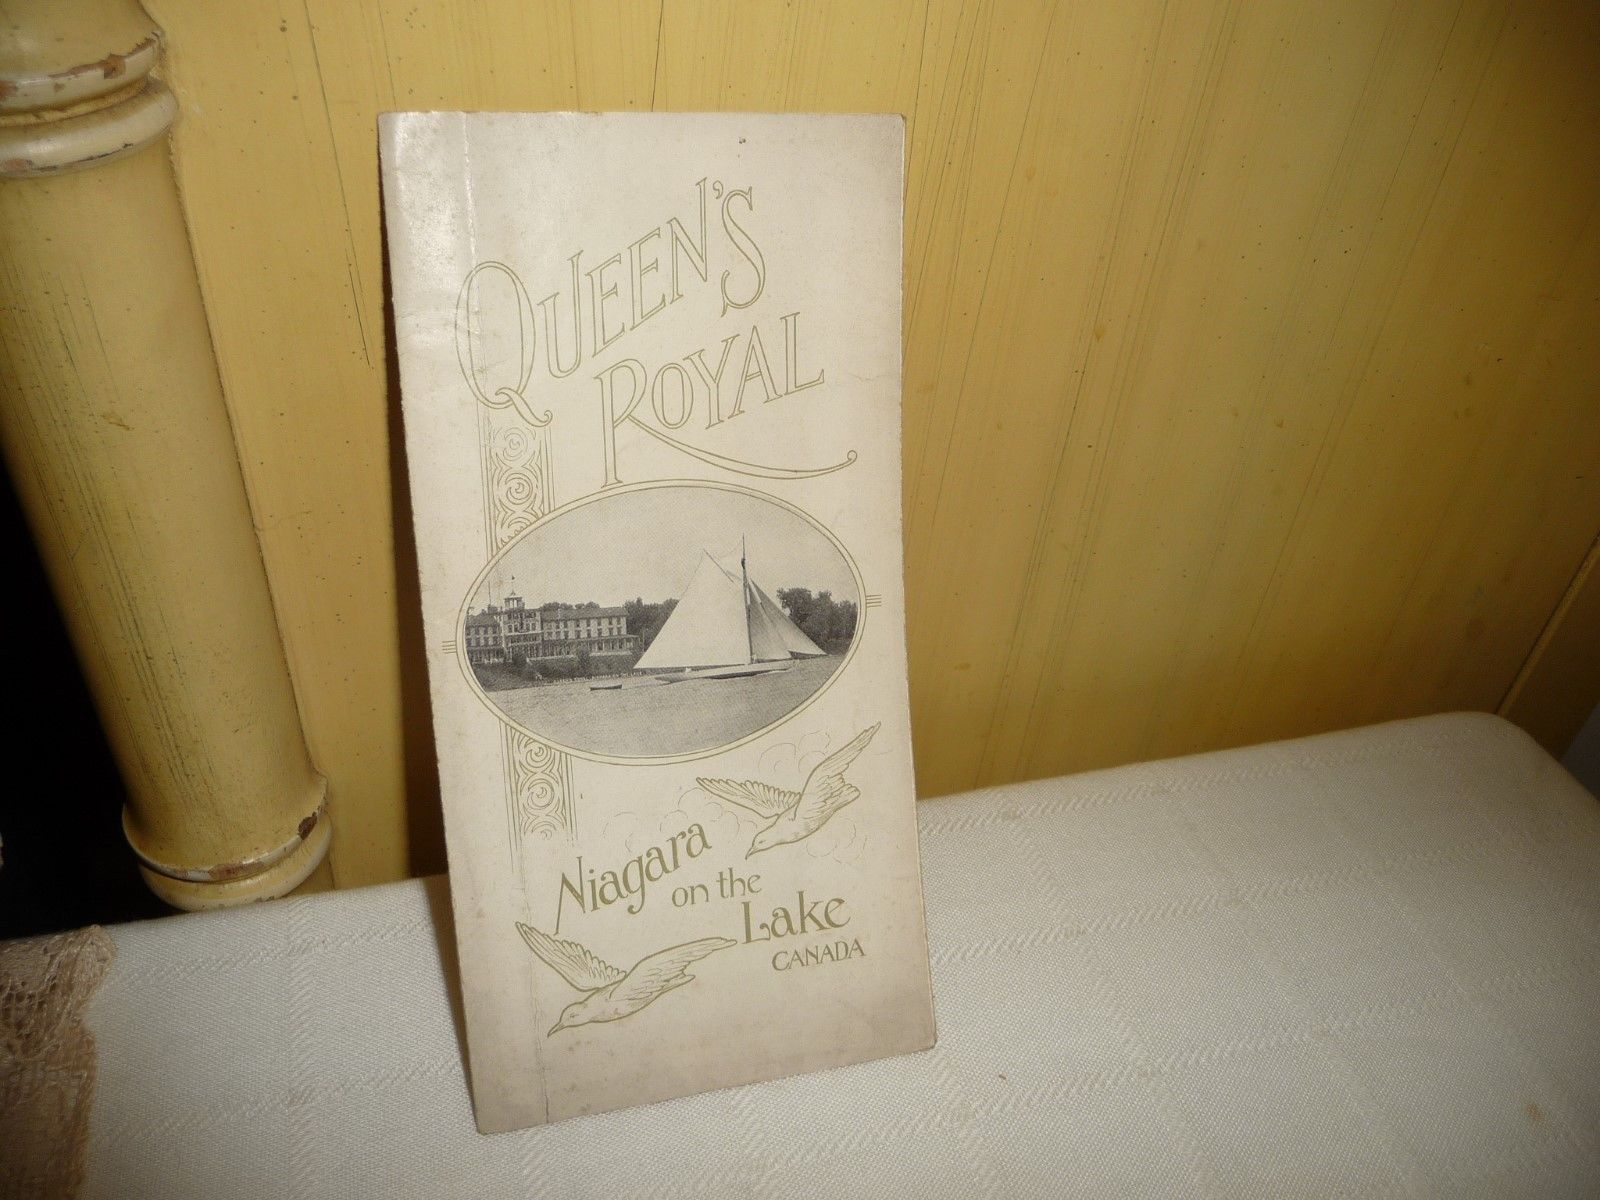 QUEEN'S
ROYAL
Niagara
on the
Lake
CANADA